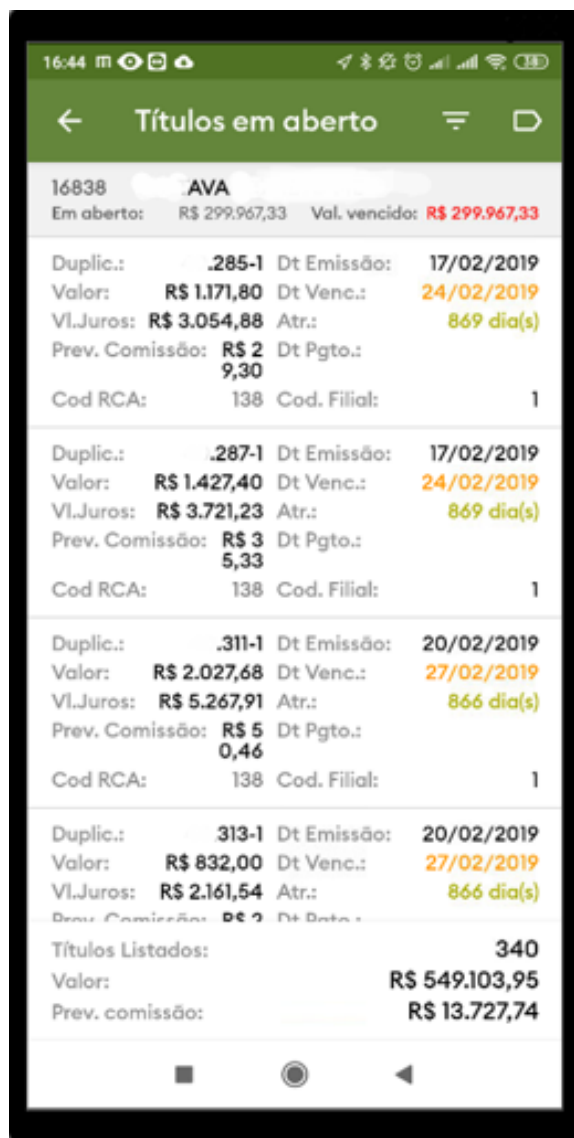 16:44 m 38
Títulos em aberto
16838 AVA
Em aberto: R$ 299.967,33 Val. vencido: R$ 299.967,33
Duplic.: .285-1 Dt Emissão: 17/02/2019
Valor: R$ 1.171,80 Dt Venc.: 24/02/2019
Vl.Juros: R$ 3.054,88 Atr.: 869 dia(s)
Prev. Comissão: R$ 2 Dt Pgto.:
9,30
Cod RCA: 138 Cod. Filial: 1
Duplic.: .287-1 Dt Emissão: 17/02/2019
Valor: R$ 1.427,40 Dt Venc.: 24/02/2019
Vl.Juros: R$ 3.721,23 Atr.: 869 dia(s)
Prev. Comissão: R$ 3 Dt Pgto.:
5,33
Cod RCA: 138 Cod. Filial: 1
Duplic.: .311-1 Dt Emissão: 20/02/2019
Valor: R$ 2.027,68 Dt Venc.: 27/02/2019
Vl.Juros: R$ 5.267,91 Atr.: 866 dia(s)
Prev. Comissão: R$ 5 Dt Pgto.:
0,46
Cod RCA: 138 Cod. Filial: 1
Duplic.: 313-1 Dt Emissão: 20/02/2019
Valor: R$ 832,00 Dt Venc.: 27/02/2019
Vl.Juros: R$ 2.161,54 Atr.: 866 dia(s)
Prev. Comissão: R$ 2 Dt Pgto.:
Títulos Listados: 340
Valor: R$ 549.103,95
Prev. comissão: R$ 13.727,74